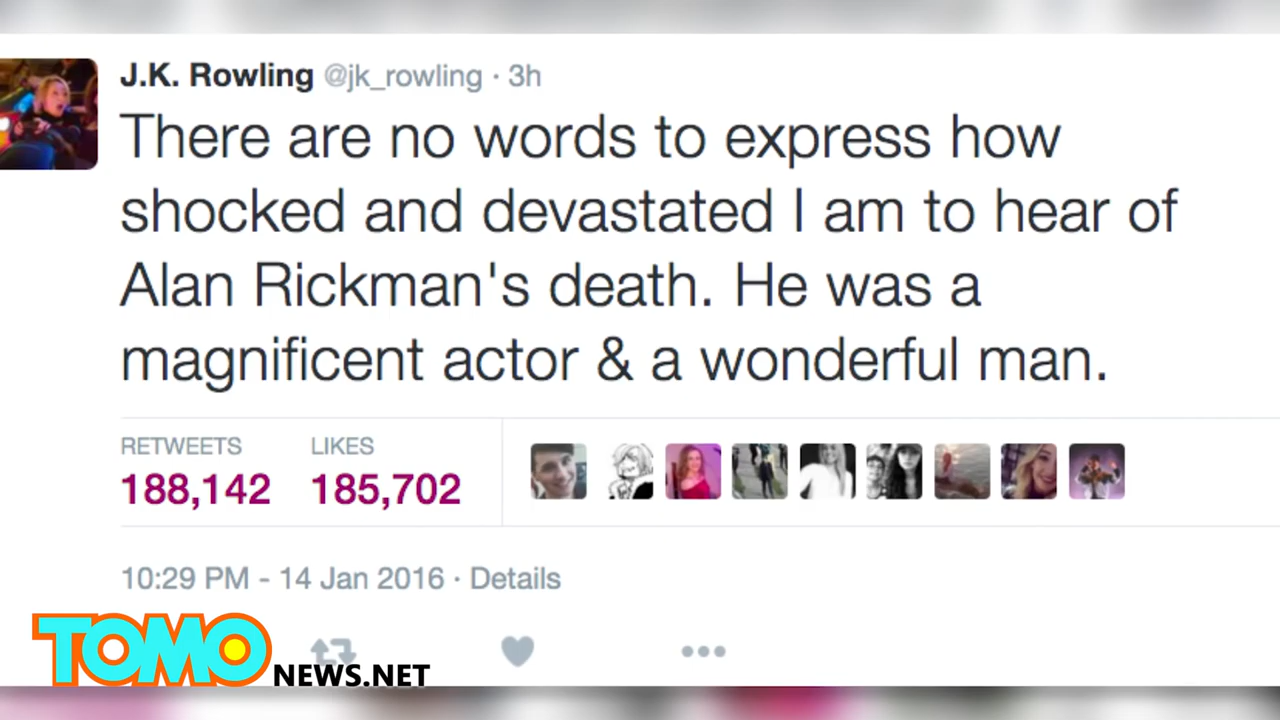 J.K. Rowling @jk_rowling · 3h
There are no words to express how
shocked and devastated I am to hear of
Alan Rickman's death. He was a
magnificent actor & a wonderful man.
RETWEETS LIKES
188,142 185,702
10:29 PM - 14 Jan 2016 · Details
TOMO NEWS.NET